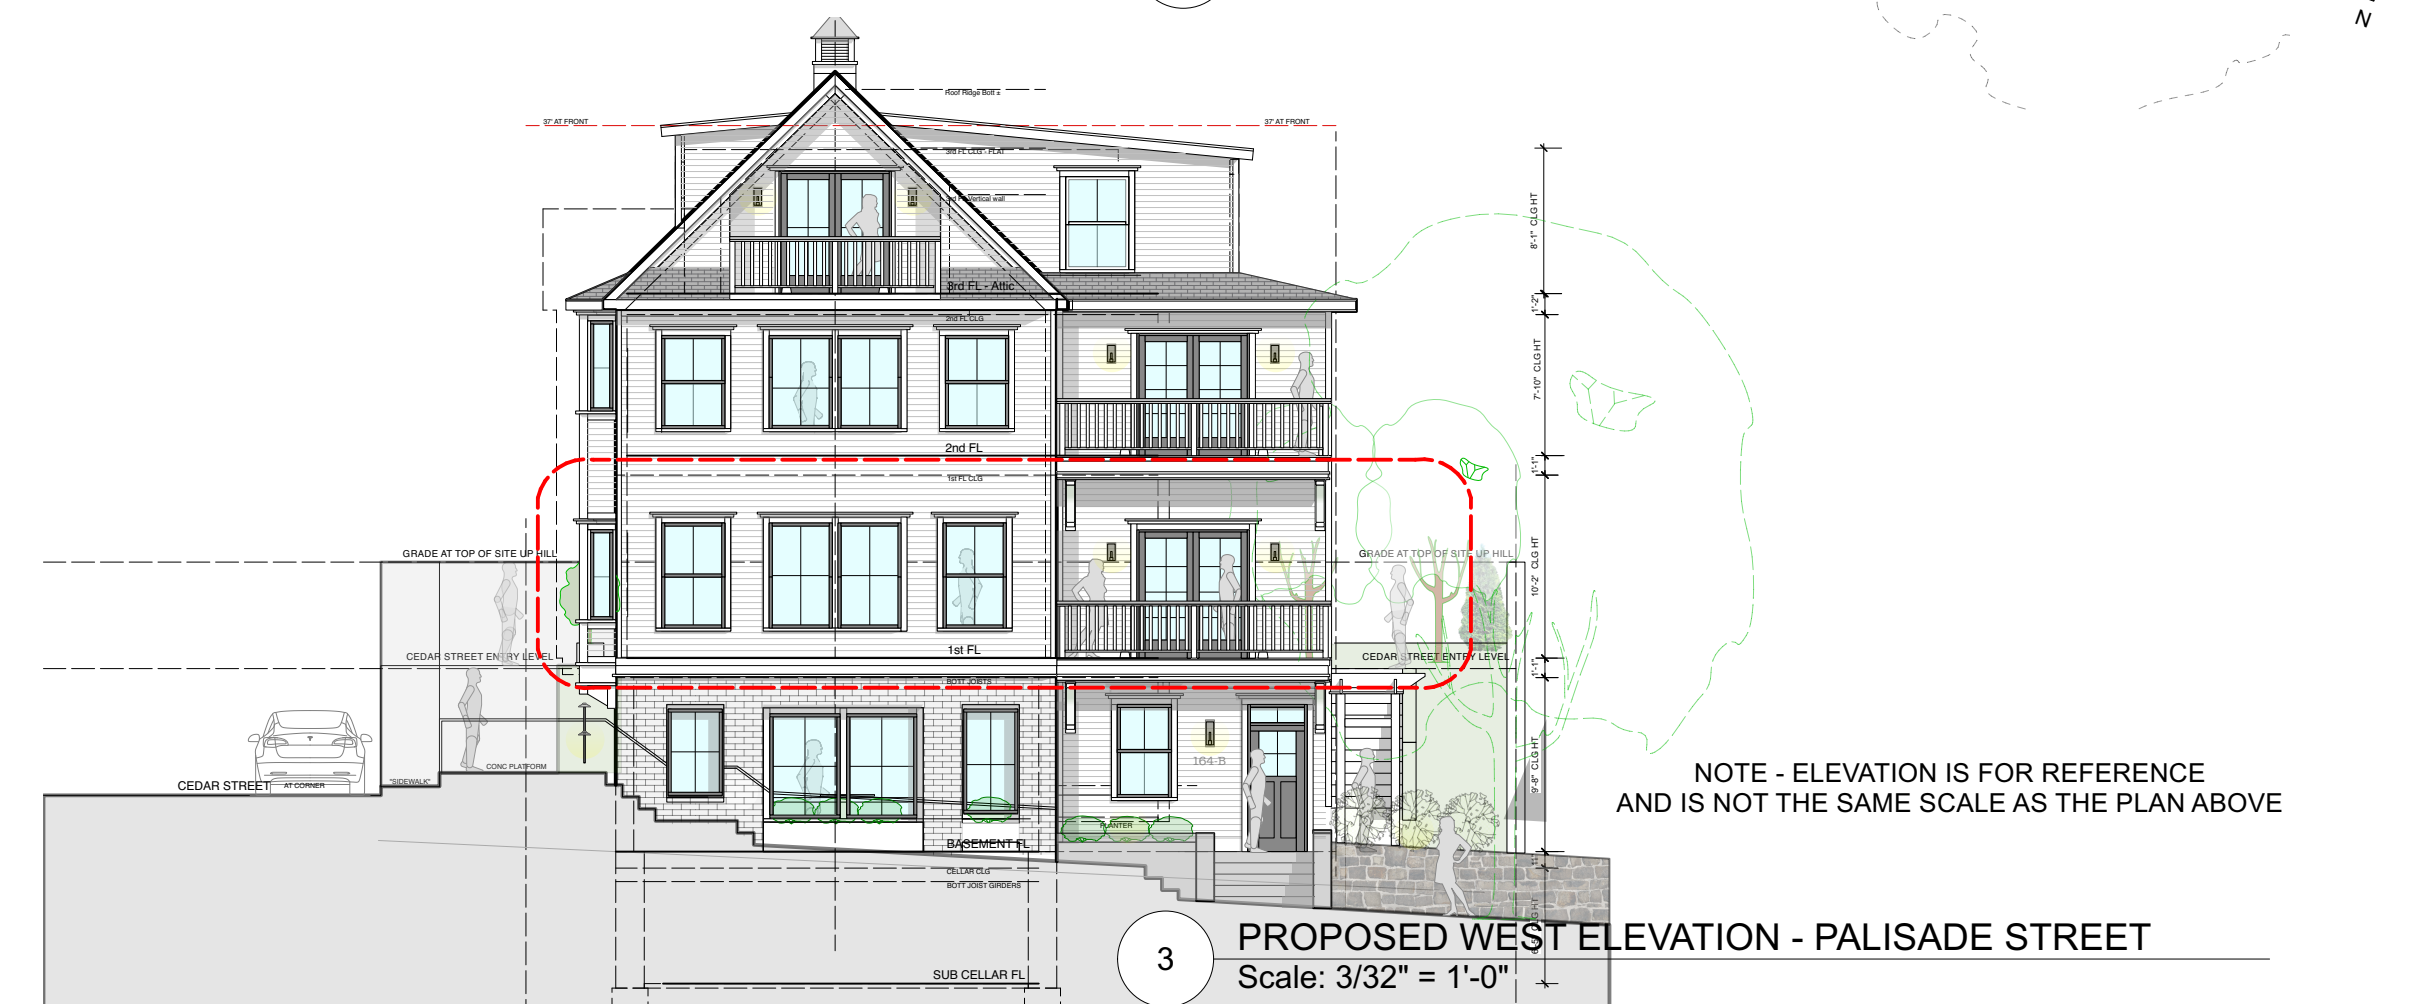 N
Roof Ridge Bott ±
37' AT FRONT
37' AT FRONT
3rd FL CLG - FLAT
3rd FL Vertical wall
8'-1" CLG HT
3rd FL - Attic
1'-2"
2nd FL CLG
7'-10" CLG HT
2nd FL
1'-1"
1st FL CLG
GRADE AT TOP OF SITE UP HILL
GRADE AT TOP OF SITE UP HILL
10'-2" CLG HT
1st FL
CEDAR STREET ENTRY LEVEL
CEDAR STREET ENTRY LEVEL
1'-1"
BOTT JOISTS
164-B
CONC PLATFORM
"SIDEWALK"
CEDAR STREET
AT CORNER
9'-8" CLG HT
NOTE - ELEVATION IS FOR REFERENCE
AND IS NOT THE SAME SCALE AS THE PLAN ABOVE
PLANTER
BASEMENT FL
CELLAR CLG
BOTT JOIST GIRDERS
3
PROPOSED WEST ELEVATION - PALISADE STREET
Scale: 3/32" = 1'-0"
SUB CELLAR FL